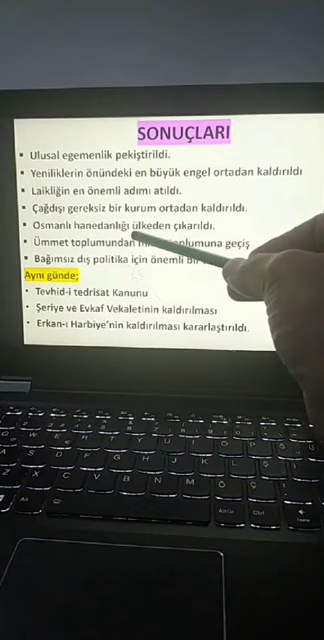 SONUÇLARI
▪ Ulusal egemenlik pekiştirildi.
▪ Yeniliklerin önündeki en büyük engel ortadan kaldırıldı
▪ Laikliğin en önemli adımı atıldı.
▪ Çağdışı gereksiz bir kurum ortadan kaldırıldı.
▪ Osmanlı hanedanlığı ülkeden çıkarıldı.
▪ Ümmet toplumundan toplumuna geçiş
▪ Bağımsız dış politika için önemli bir
Aynı günde;
• Tevhid-i tedrisat Kanunu
• Şeriye ve Evkaf Vekaletinin kaldırılması
• Erkan-ı Harbiye'nin kaldırılması kararlaştırıldı.